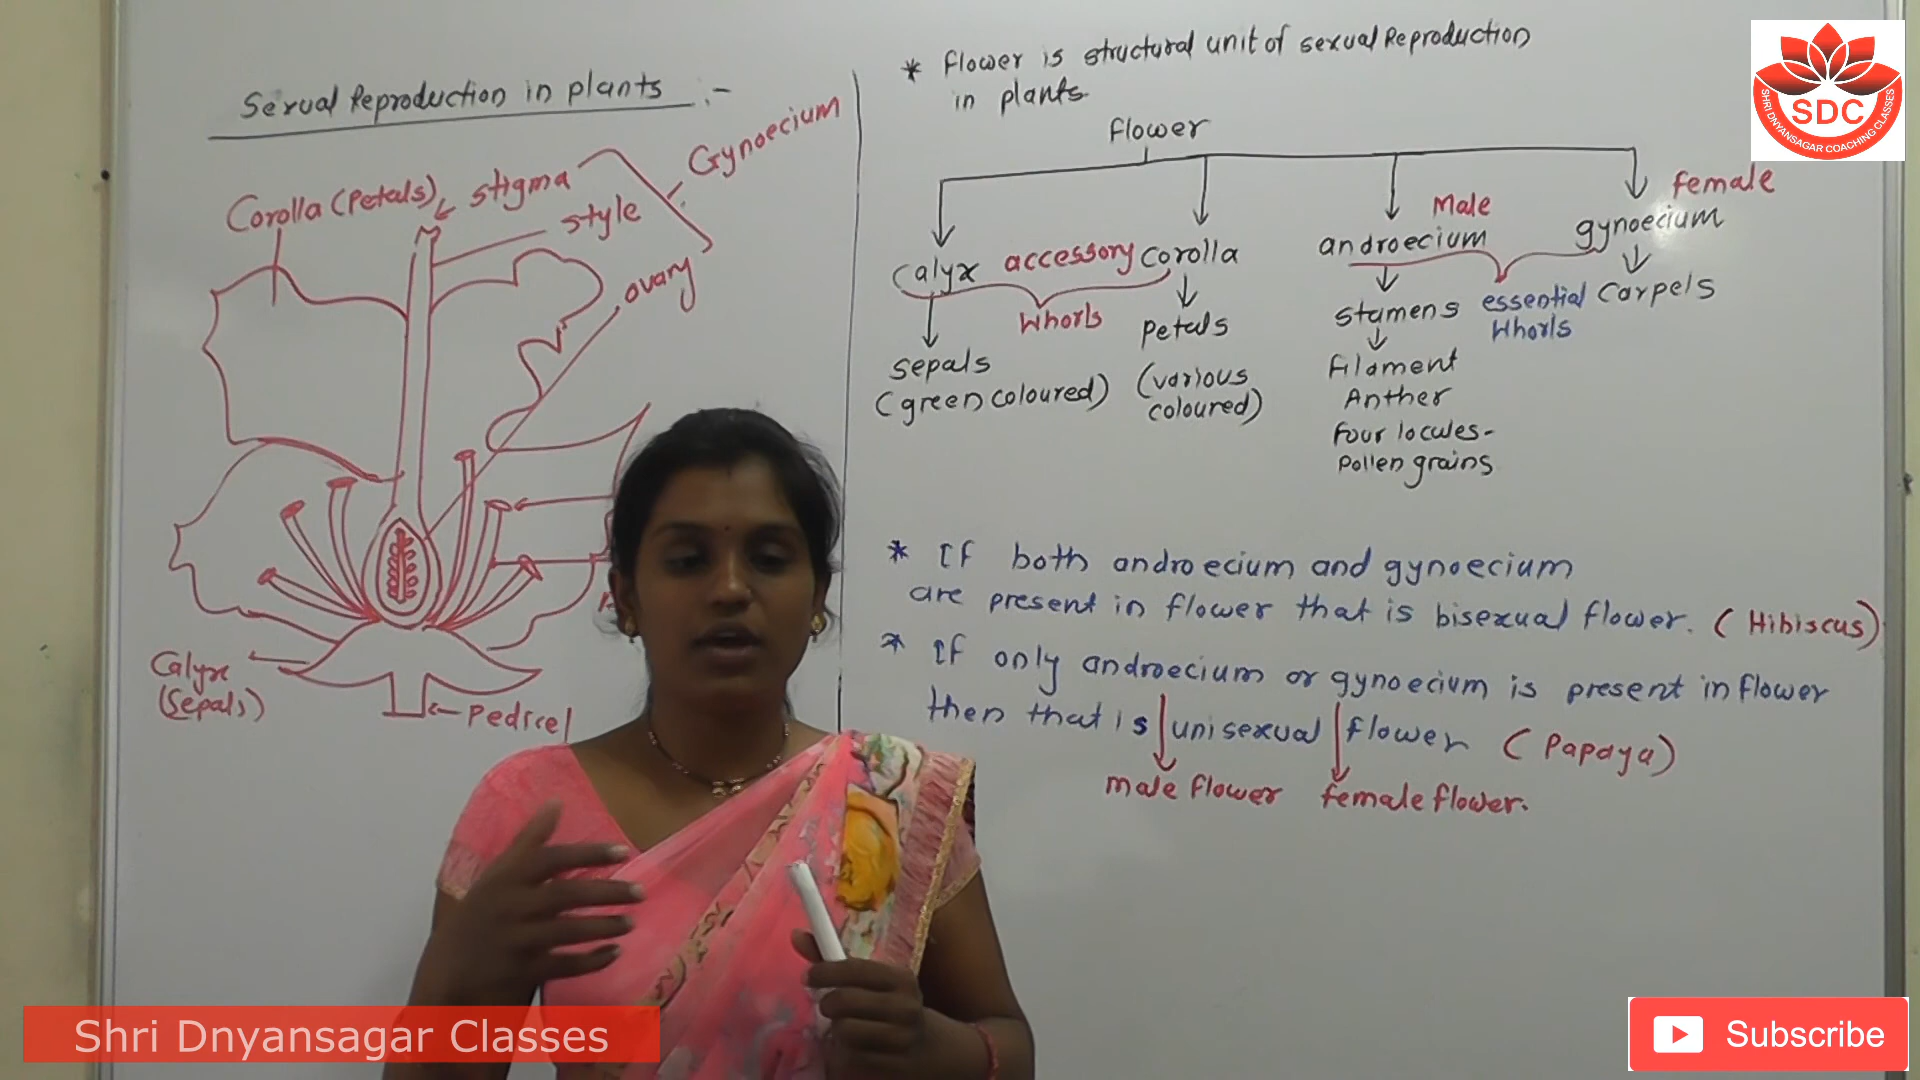 Sexual Reproduction in plants :-
Corolla (Petals)
stigma
style
Gynoecium
ovary
Calyx
(Sepals)
Pedicel
* flower is structural unit of sexual Reproduction
in plants
flower
Calyx
accessory
Whorls
corolla
Male
androecium
female
gynoecium
sepals
(green coloured)
petals
(various
coloured)
stamens
essential
Whorls
Carpels
Filament
Anther
four locules-
pollen grains
* If both androecium and gynoecium
are present in flower that is bisexual flower. (Hibiscus)
* If only androecium or gynoecium is present in flower
then that is unisexual flower (Papaya)
male flower female flower.
SDC
SHRI DNYANSAGAR COACHING CLASSES
Shri Dnyansagar Classes
Subscribe